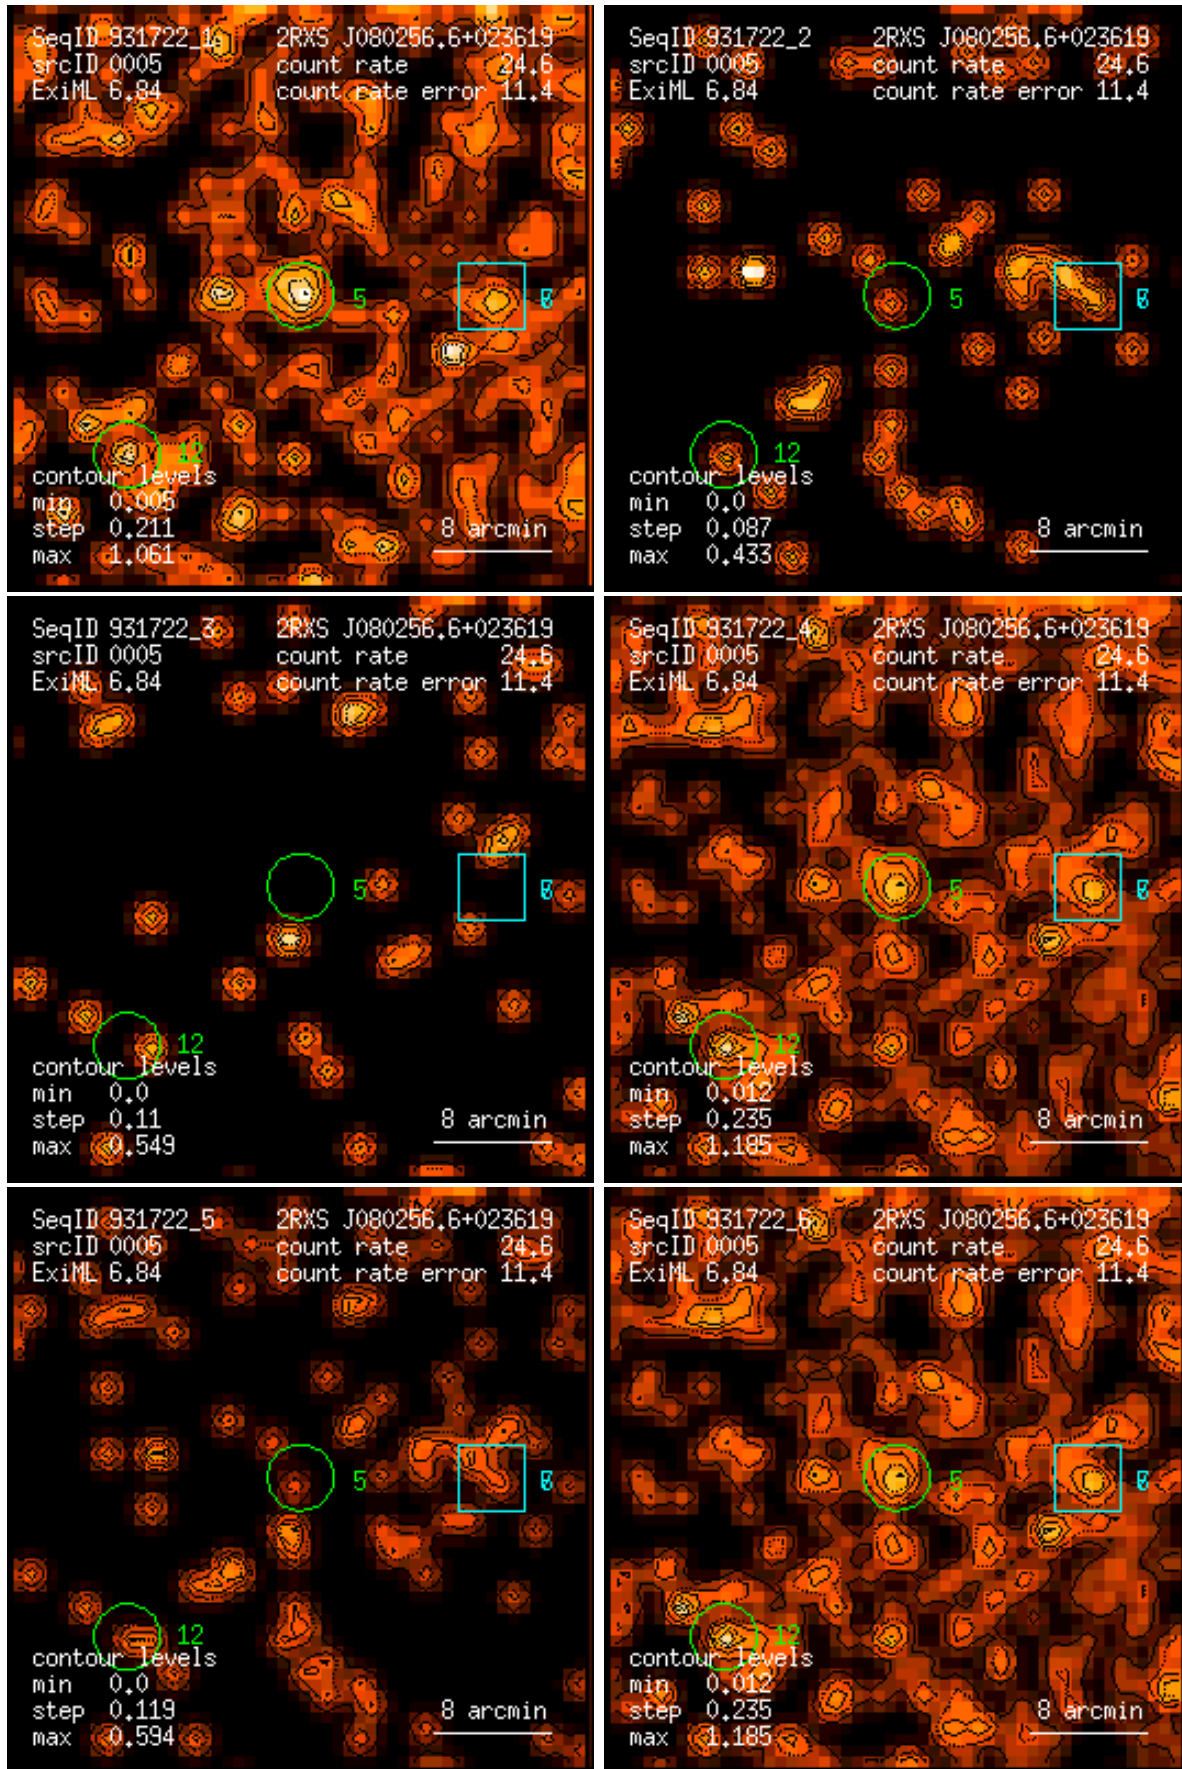 SeqID 931722_1 2RXS J080256.6+023619
srcID 0005 count rate 24.6
ExiML 6.84 count rate error 11.4
5
12
contour levels
min 0.005
step 0.211
max 1.061
8 arcmin
SeqID 931722_2 2RXS J080256.6+023619
srcID 0005 count rate 24.6
ExiML 6.84 count rate error 11.4
5
12
contour levels
min 0.0
step 0.087
max 0.433
8 arcmin
SeqID 931722_3 2RXS J080256.6+023619
srcID 0005 count rate 24.6
ExiML 6.84 count rate error 11.4
5
12
contour levels
min 0.0
step 0.11
max 0.549
8 arcmin
SeqID 931722_4 2RXS J080256.6+023619
srcID 0005 count rate 24.6
ExiML 6.84 count rate error 11.4
5
12
contour levels
min 0.012
step 0.235
max 1.185
8 arcmin
SeqID 931722_5 2RXS J080256.6+023619
srcID 0005 count rate 24.6
ExiML 6.84 count rate error 11.4
5
12
contour levels
min 0.0
step 0.119
max 0.594
8 arcmin
SeqID 931722_6 2RXS J080256.6+023619
srcID 0005 count rate 24.6
ExiML 6.84 count rate error 11.4
5
12
contour levels
min 0.012
step 0.235
max 1.185
8 arcmin